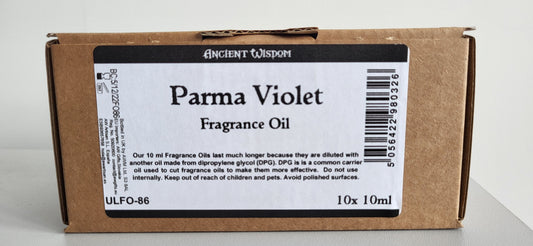 ANCIENT WISDOM
Parma Violet
Fragrance Oil
Our 10 ml Fragrance Oils last much longer because they are diluted with
another oil made from dipropylene glycol (DPG). DPG is a common carrier
oil used to cut fragrance oils to make them more effective. Do not use
internally. Keep out of reach of children and pets. Avoid polished surfaces.
ULFO-86
10x 10ml
5 056422 980326